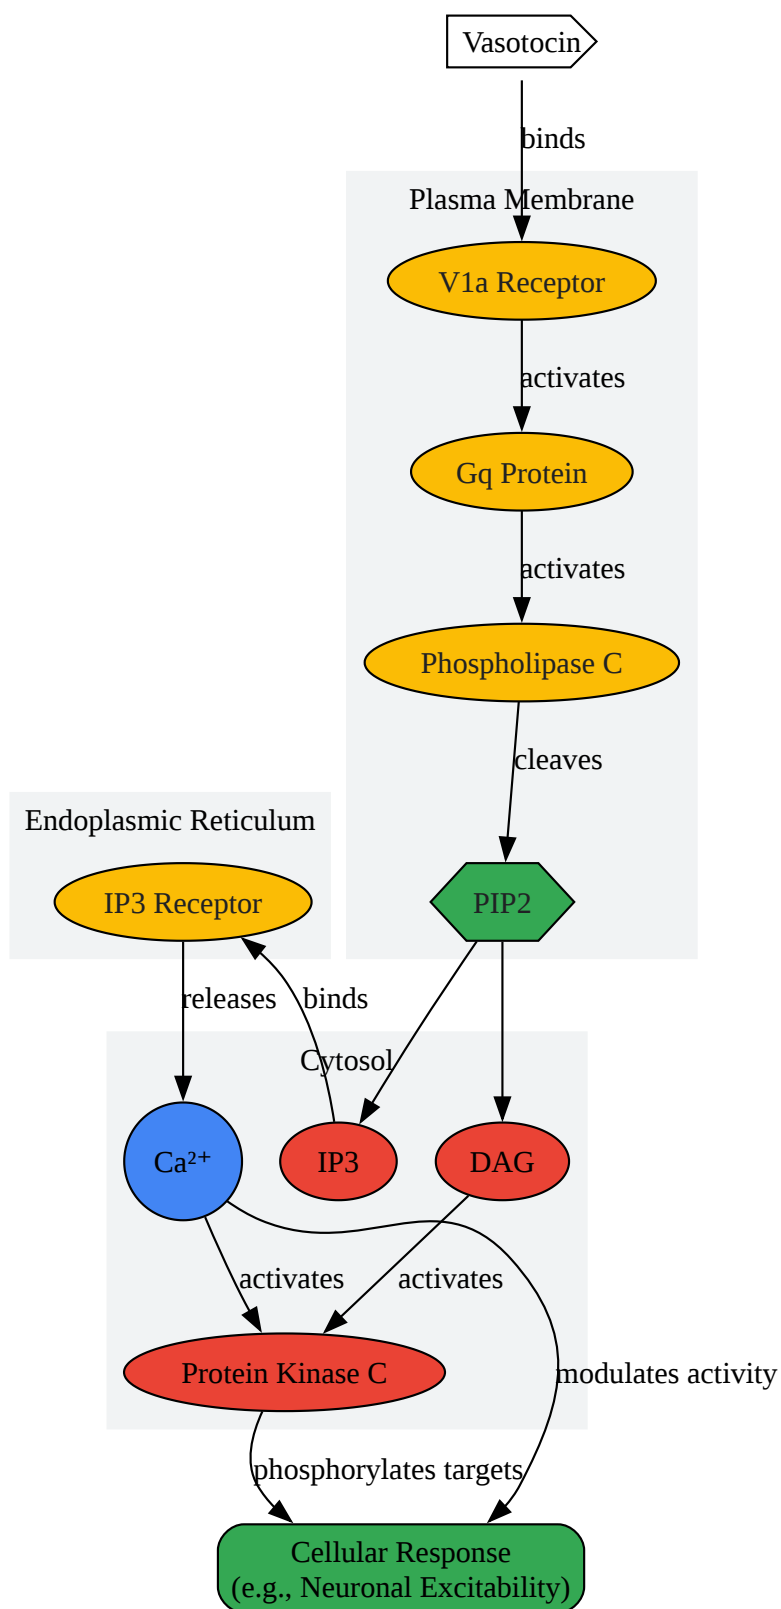 Vasotocin
binds
Plasma Membrane
V1a Receptor
activates
Gq Protein
activates
Phospholipase C
cleaves
Endoplasmic Reticulum
IP3 Receptor
PIP2
releases
binds
Cytosol
Ca²⁺
IP3
DAG
activates
activates
Protein Kinase C
modulates activity
phosphorylates targets
Cellular Response
(e.g., Neuronal Excitability)